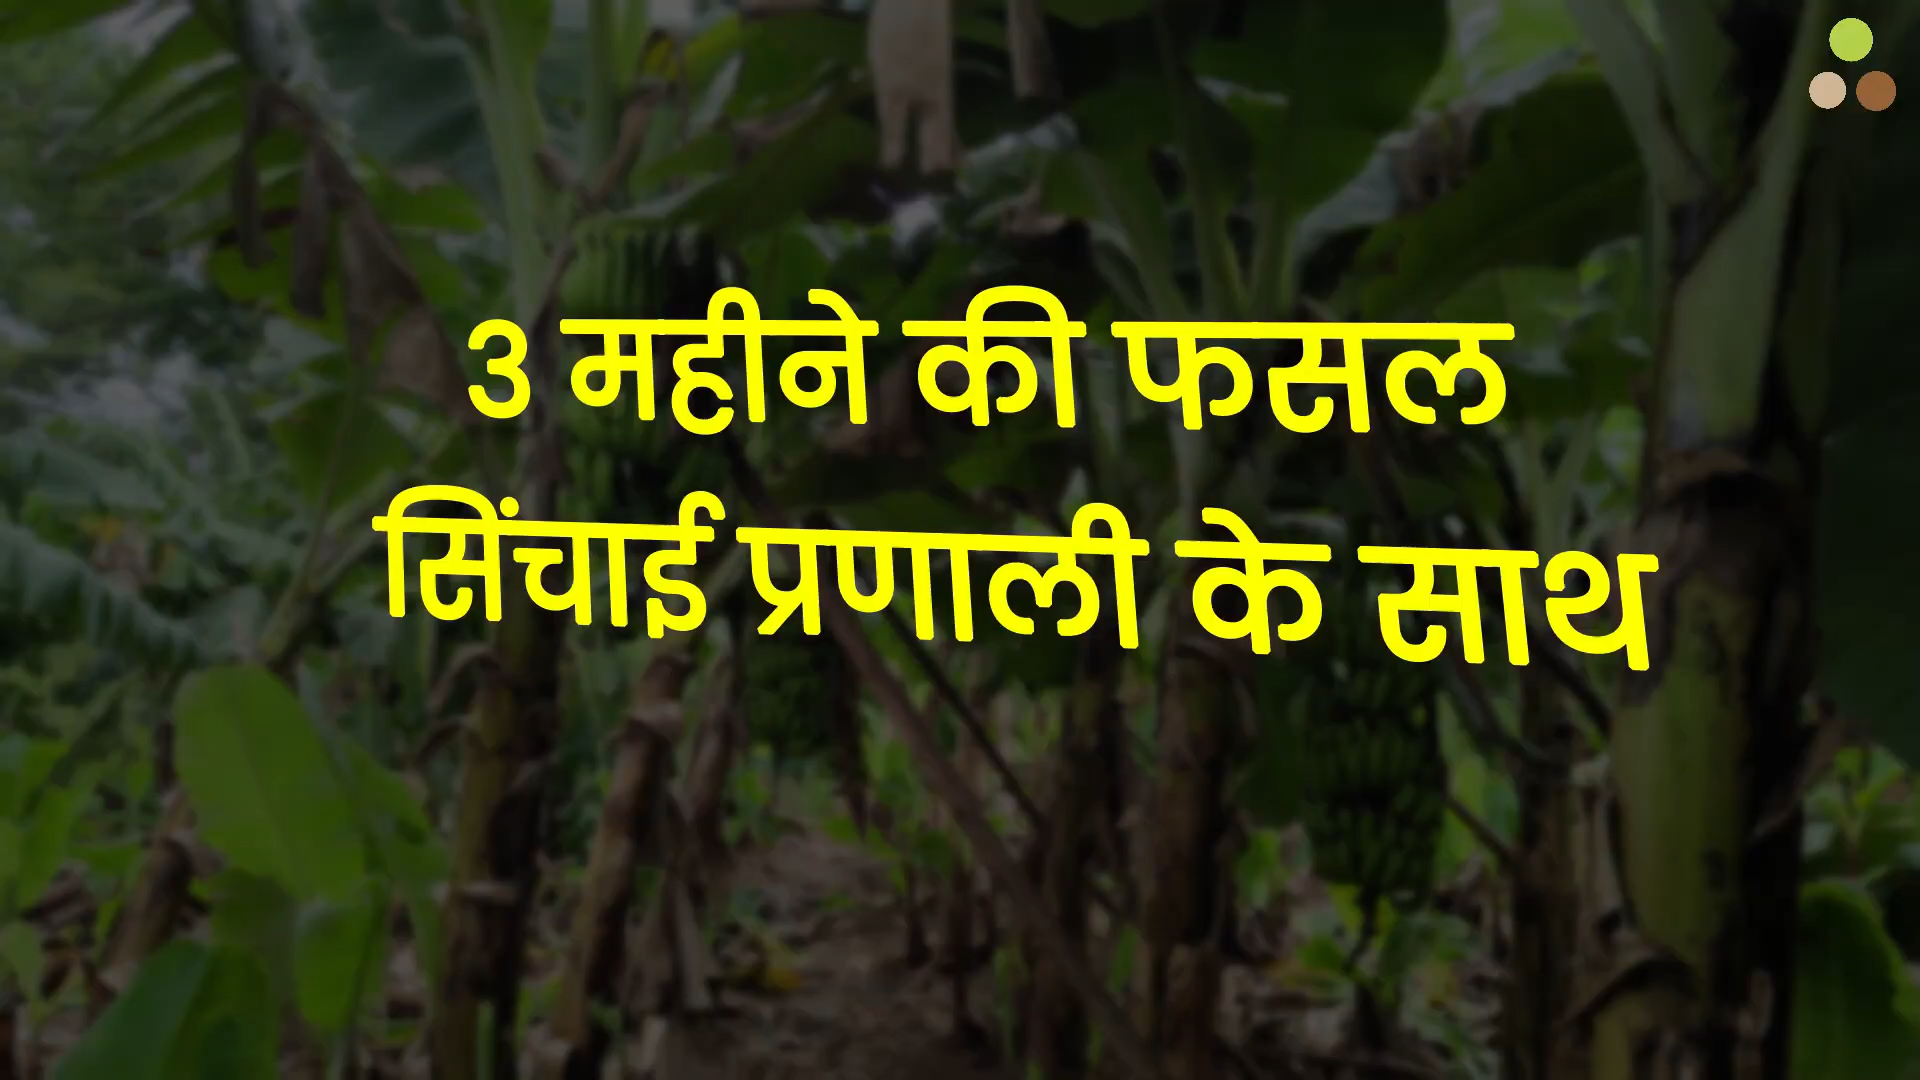 3 महीने की फसल
सिंचाई प्रणाली के साथ